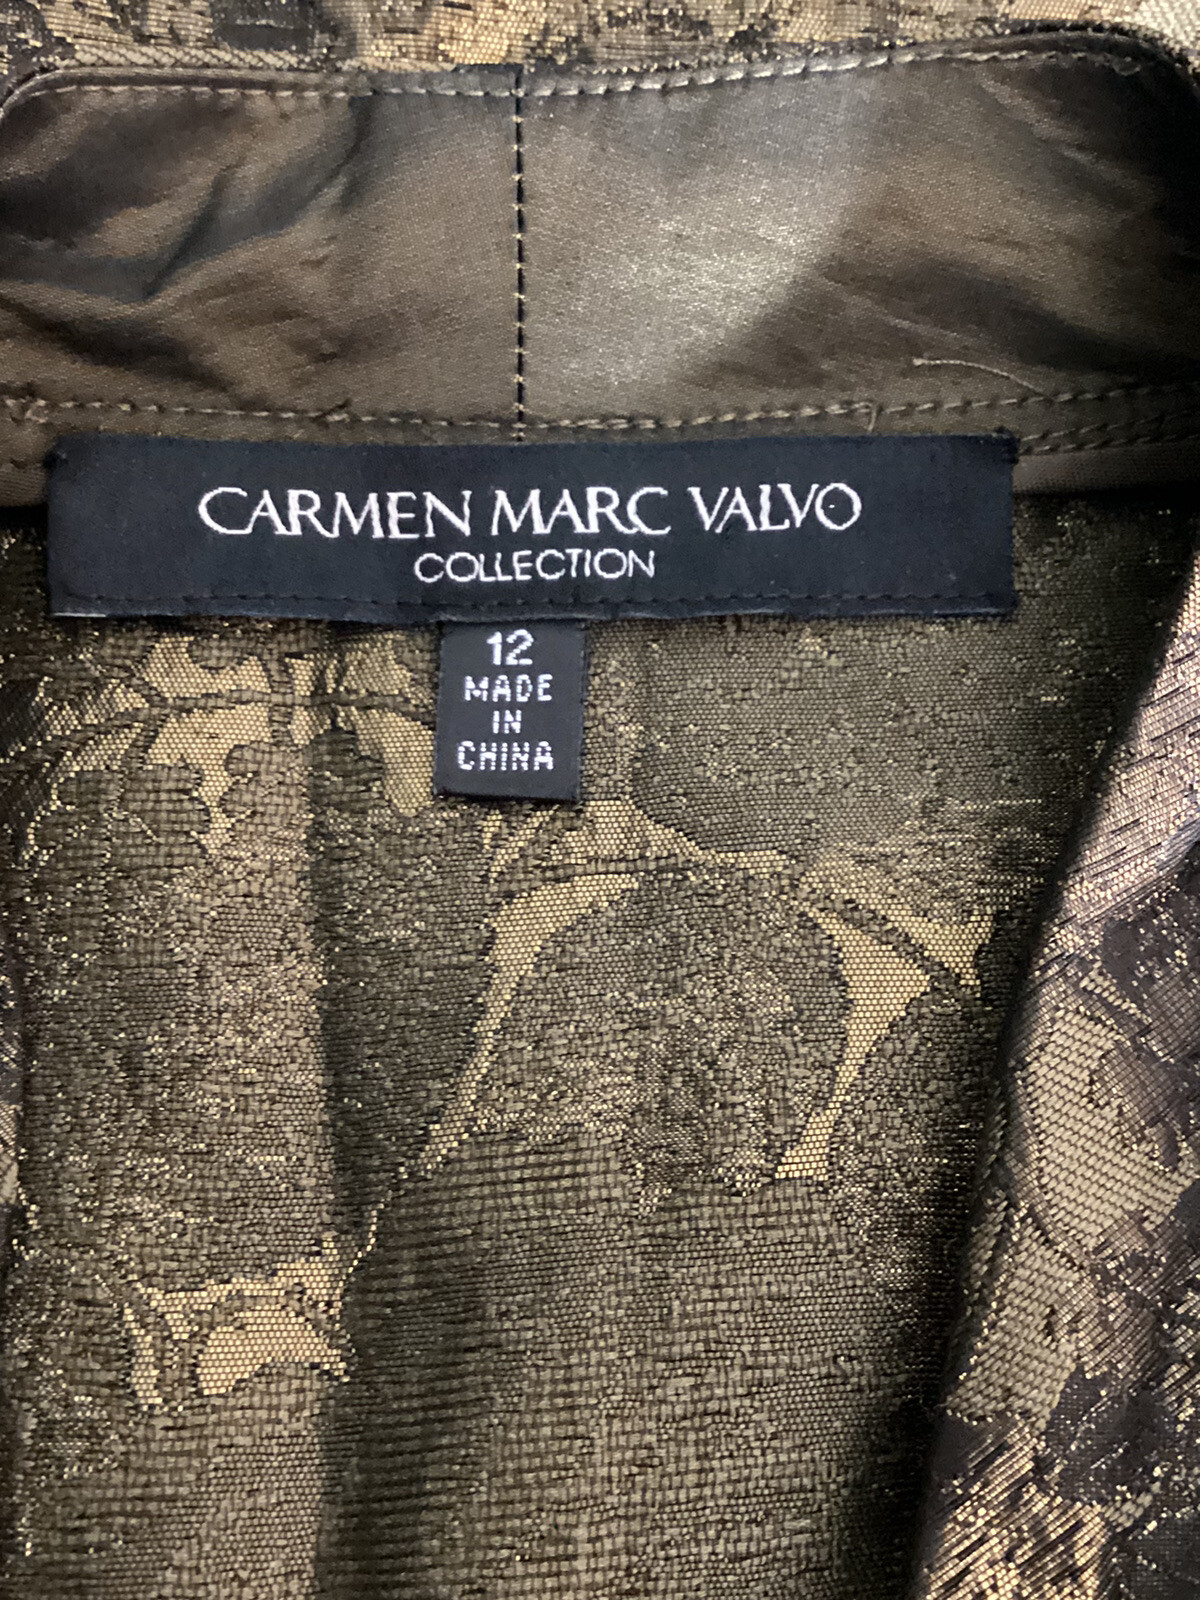 CARMEN MARC VALVO
COLLECTION
12
MADE
IN
CHINA